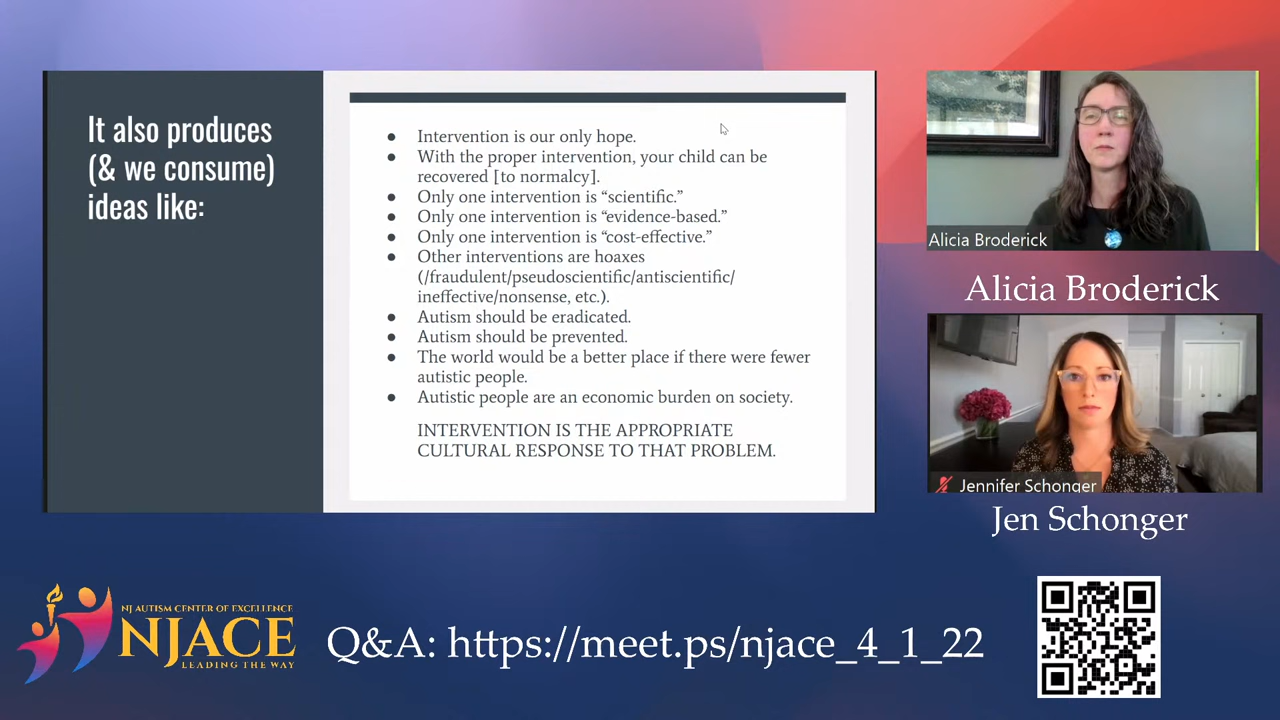 It also produces
(& we consume)
ideas like:
● Intervention is our only hope.
● With the proper intervention, your child can be
recovered [to normalcy].
● Only one intervention is “scientific.”
● Only one intervention is “evidence-based.”
● Only one intervention is “cost-effective.”
● Other interventions are hoaxes
(/fraudulent/pseudoscientific/antiscientific/
ineffective/nonsense, etc.).
● Autism should be eradicated.
● Autism should be prevented.
● The world would be a better place if there were fewer
autistic people.
● Autistic people are an economic burden on society.
INTERVENTION IS THE APPROPRIATE
CULTURAL RESPONSE TO THAT PROBLEM.
Alicia Broderick
Alicia Broderick
Jennifer Schonger
Jen Schonger
NJ AUTISM CENTER OF EXCELLENCE
NJACE
LEADING THE WAY
Q&A: https://meet.ps/njace_4_1_22